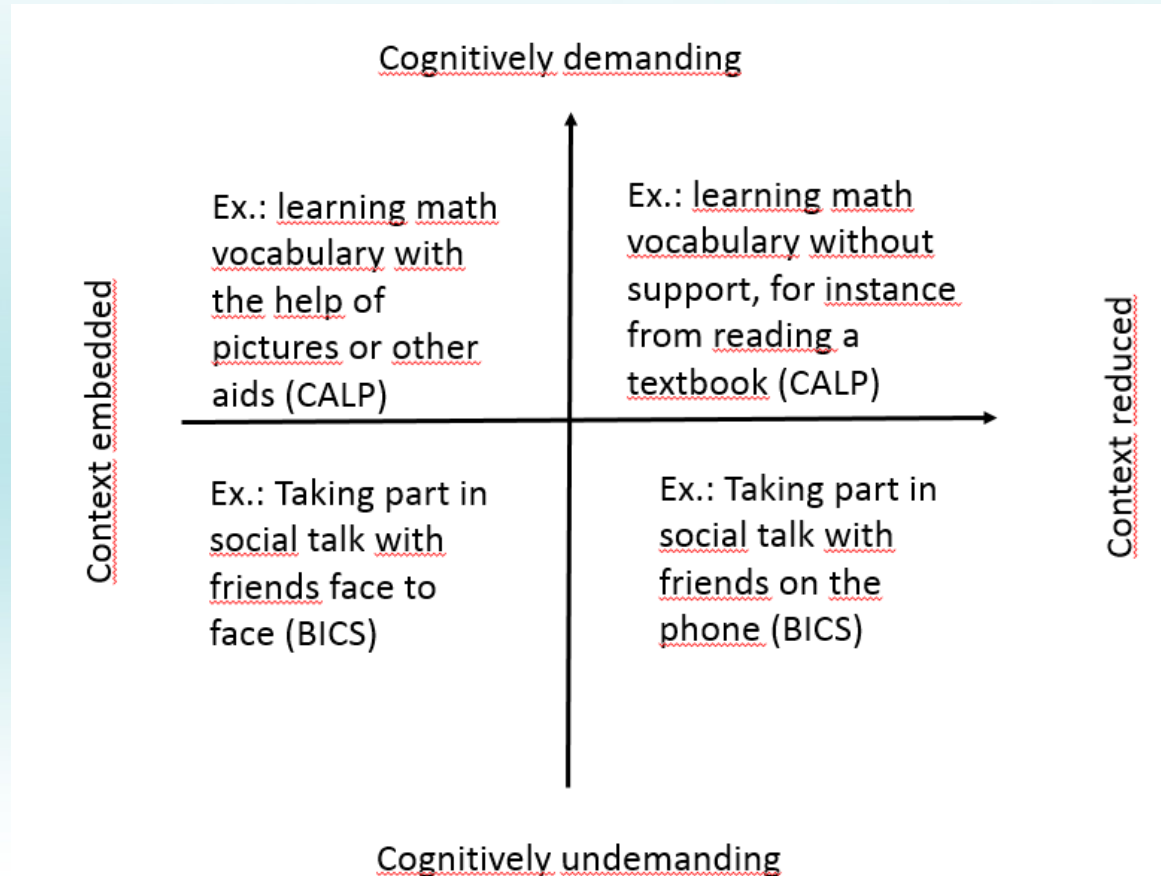 Cognitively demanding
Ex.: learning math
vocabulary with
the help of
pictures or other
aids (CALP)
Ex.: learning math
vocabulary without
support, for instance
from reading a
textbook (CALP)
Context embedded
Context reduced
Ex.: Taking part in
social talk with
friends face to
face (BICS)
Ex.: Taking part in
social talk with
friends on the
phone (BICS)
Cognitively undemanding